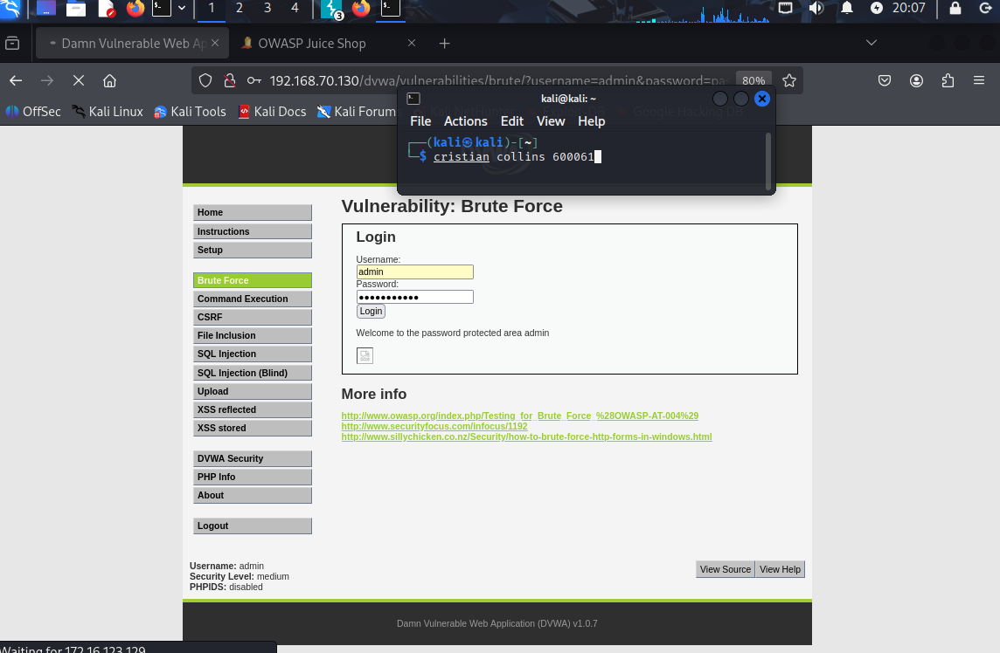 1 2 3 4 3 20:07
Damn Vulnerable Web Ap OWASP Juice Shop
192.168.70.130/dvwa/vulnerabilities/brute/?username=admin&password=pa 80%
OffSec Kali Linux Kali Tools Kali Docs Kali Forum Google Hacking DB
kali@kali: ~
File Actions Edit View Help
┌──(kali㉿kali)-[~]
└─$ cristian collins 600061
Home
Instructions
Setup
Brute Force
Command Execution
CSRF
File Inclusion
SQL Injection
SQL Injection (Blind)
Upload
XSS reflected
XSS stored
DVWA Security
PHP Info
About
Logout
Vulnerability: Brute Force
Login
Username:
admin
Password:
●●●●●●●●●●●
Login
Welcome to the password protected area admin
More info
http://www.owasp.org/index.php/Testing_for_Brute_Force_%28OWASP-AT-004%29
http://www.securityfocus.com/infocus/1192
http://www.sillychicken.co.nz/Security/how-to-brute-force-http-forms-in-windows.html
Username: admin
Security Level: medium
PHPIDS: disabled
View Source View Help
Damn Vulnerable Web Application (DVWA) v1.0.7
Waiting for 172.16.123.129